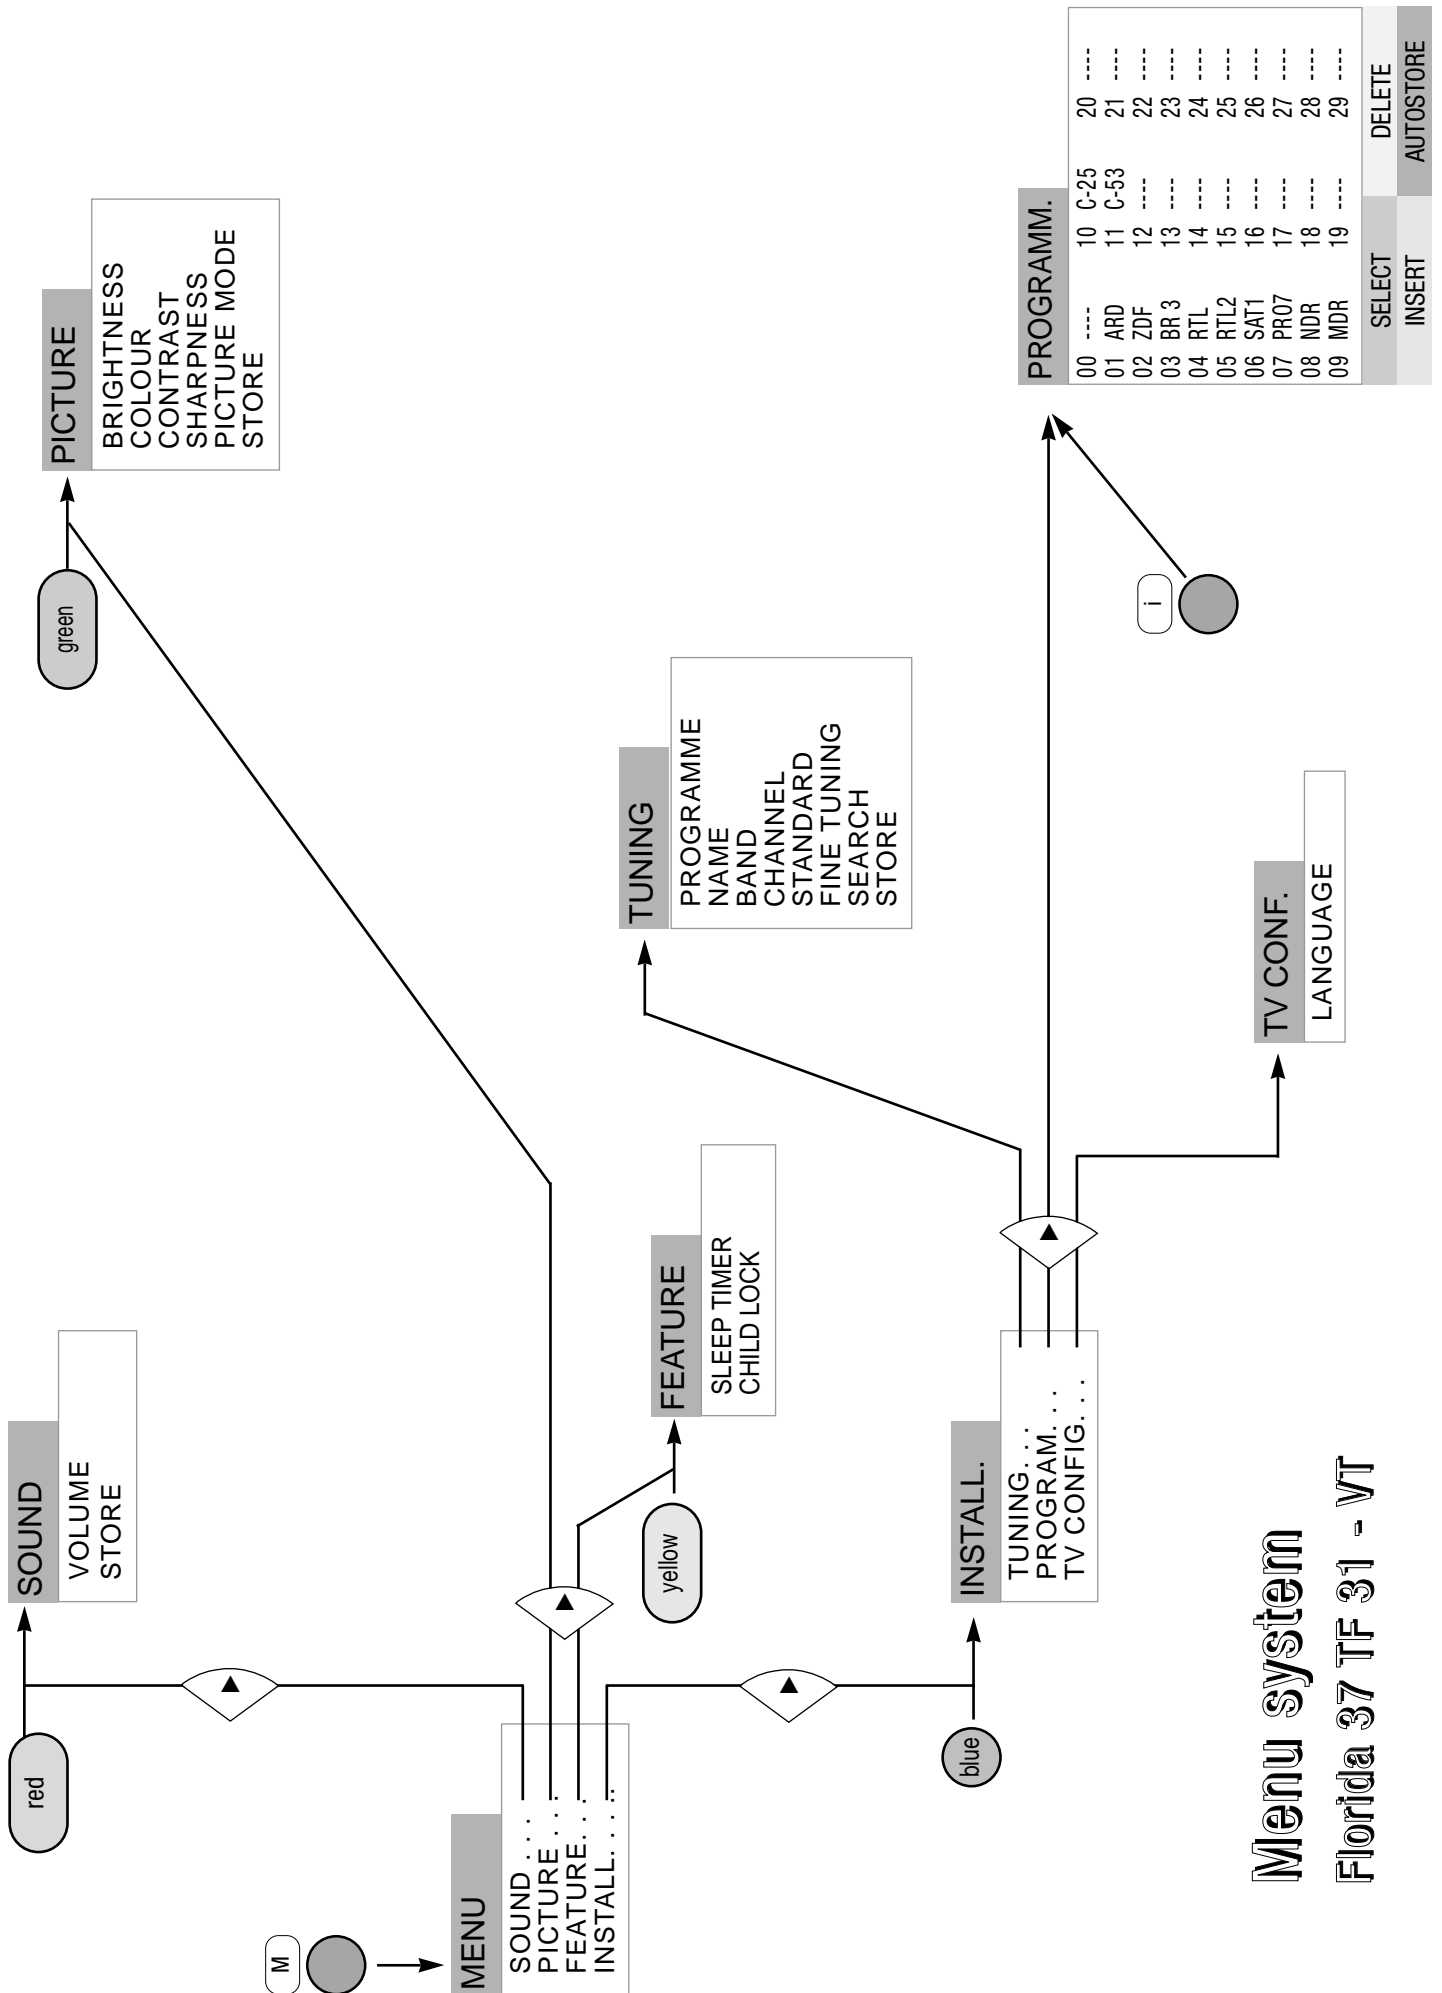 M
MENU
SOUND . . .
PICTURE . . .
FEATURE. . .
INSTALL. . . .
red
SOUND
VOLUME
STORE
green
PICTURE
BRIGHTNESS
COLOUR
CONTRAST
SHARPNESS
PICTURE MODE
STORE
yellow
FEATURE
SLEEP TIMER
CHILD LOCK
blue
INSTALL.
TUNING. . .
PROGRAM. . .
TV CONFIG. . .
TUNING
PROGRAMME
NAME
BAND
CHANNEL
STANDARD
FINE TUNING
SEARCH
STORE
TV CONF.
LANGUAGE
i
PROGRAMM.
00 ---- 10 C-25 20 ----
01 ARD 11 C-53 21 ----
02 ZDF 12 ---- 22 ----
03 BR 3 13 ---- 23 ----
04 RTL 14 ---- 24 ----
05 RTL2 15 ---- 25 ----
06 SAT1 16 ---- 26 ----
07 PRO7 17 ---- 27 ----
08 NDR 18 ---- 28 ----
09 MDR 19 ---- 29 ----
SELECT DELETE
INSERT AUTOSTORE
Menu system
Florida 37 TF 31 - VT